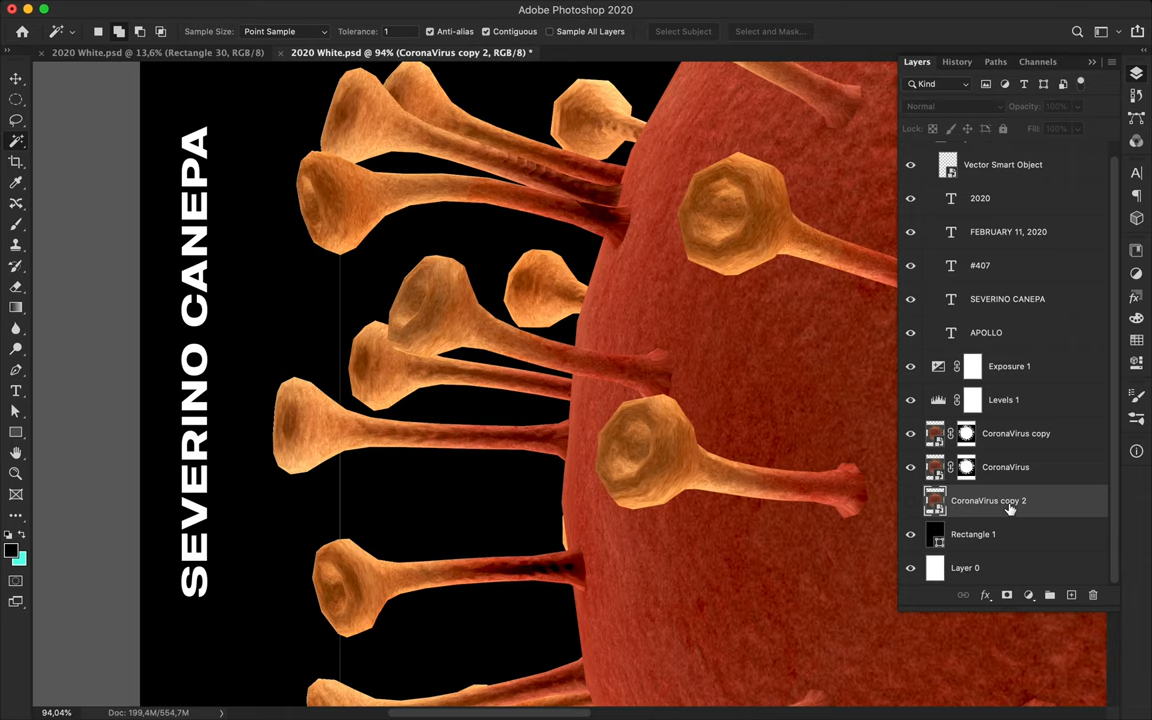 Adobe Photoshop 2020
Sample Size: Point Sample Tolerance: 1 Anti-alias Contiguous Sample All Layers Select Subject Select and Mask...
2020 White.psd @ 13,6% (Rectangle 30, RGB/8)
2020 White.psd @ 94% (CoronaVirus copy 2, RGB/8) *
Layers History Paths Channels
Kind
Normal Opacity: 100%
Lock: Fill: 100%
Vector Smart Object
2020
FEBRUARY 11, 2020
#407
SEVERINO CANEPA
APOLLO
Exposure 1
Levels 1
CoronaVirus copy
CoronaVirus
CoronaVirus copy 2
Rectangle 1
Layer 0
SEVERINO CANEPA
94,04% Doc: 199,4M/554,7M